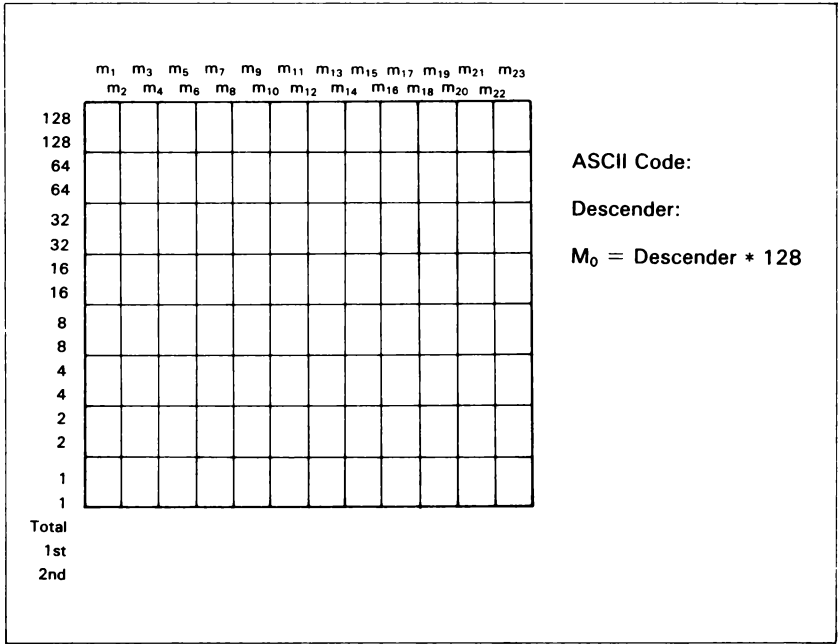 m₁ m₃ m₅ m₇ m₉ m₁₁ m₁₃ m₁₅ m₁₇ m₁₉ m₂₁ m₂₃
m₂ m₄ m₆ m₈ m₁₀ m₁₂ m₁₄ m₁₆ m₁₈ m₂₀ m₂₂
128
128
64
64
32
32
16
16
8
8
4
4
2
2
1
1
Total
1st
2nd
ASCII Code:
Descender:
M₀ = Descender * 128